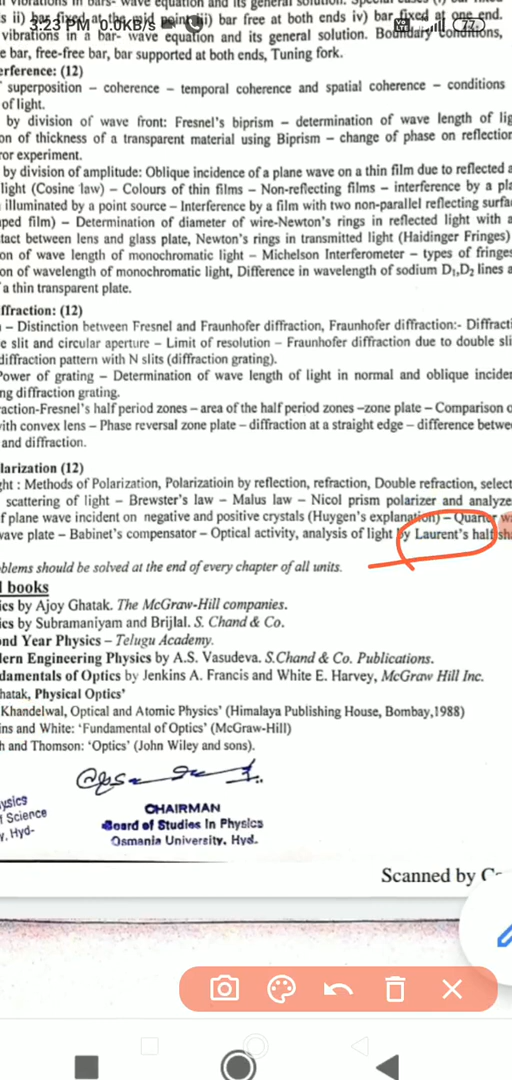 vibrations in bars- wave equation and its general solution. Special cases (i) bar
s ii) bar fixed at the mid point iii) bar free at both ends iv) bar fixed at one end.
3:23 PM 0.0KB/s 77
vibrations in a bar- wave equation and its general solution. Boundary conditions,
e bar, free-free bar, bar supported at both ends, Tuning fork.
erference: (12)
superposition – coherence – temporal coherence and spatial coherence – conditions
of light.
by division of wave front: Fresnel's biprism – determination of wave length of lig
on of thickness of a transparent material using Biprism – change of phase on reflection
ror experiment.
by division of amplitude: Oblique incidence of a plane wave on a thin film due to reflected a
light (Cosine law) – Colours of thin films – Non-reflecting films – interference by a pla
illuminated by a point source – Interference by a film with two non-parallel reflecting surfa
ped film) – Determination of diameter of wire-Newton's rings in reflected light with a
tact between lens and glass plate, Newton's rings in transmitted light (Haidinger Fringes)
on of wave length of monochromatic light – Michelson Interferometer – types of fringes
on of wavelength of monochromatic light, Difference in wavelength of sodium D1,D2 lines a
a thin transparent plate.
ffraction: (12)
– Distinction between Fresnel and Fraunhofer diffraction, Fraunhofer diffraction:- Diffracti
e slit and circular aperture – Limit of resolution – Fraunhofer diffraction due to double sli
diffraction pattern with N slits (diffraction grating).
Power of grating – Determination of wave length of light in normal and oblique inciden
ng diffraction grating.
raction-Fresnel's half period zones – area of the half period zones –zone plate – Comparison o
ith convex lens – Phase reversal zone plate – diffraction at a straight edge – difference betwe
and diffraction.
larization (12)
ght : Methods of Polarization, Polarizatioin by reflection, refraction, Double refraction, select
scattering of light – Brewster's law – Malus law – Nicol prism polarizer and analyze
f plane wave incident on negative and positive crystals (Huygen's explanation) – Quarter w
wave plate – Babinet's compensator – Optical activity, analysis of light by Laurent's half sh
blems should be solved at the end of every chapter of all units.
books
ics by Ajoy Ghatak. The McGraw-Hill companies.
ics by Subramaniyam and Brijlal. S. Chand & Co.
ond Year Physics – Telugu Academy.
lern Engineering Physics by A.S. Vasudeva. S.Chand & Co. Publications.
damentals of Optics by Jenkins A. Francis and White E. Harvey, McGraw Hill Inc.
hatak, Physical Optics'
Khandelwal, Optical and Atomic Physics' (Himalaya Publishing House, Bombay,1988)
ins and White: 'Fundamental of Optics' (McGraw-Hill)
h and Thomson: 'Optics' (John Wiley and sons).
ysics
f Science
y. Hyd-
CHAIRMAN
Board of Studies in Physics
Osmania University, Hyd.
Scanned by C